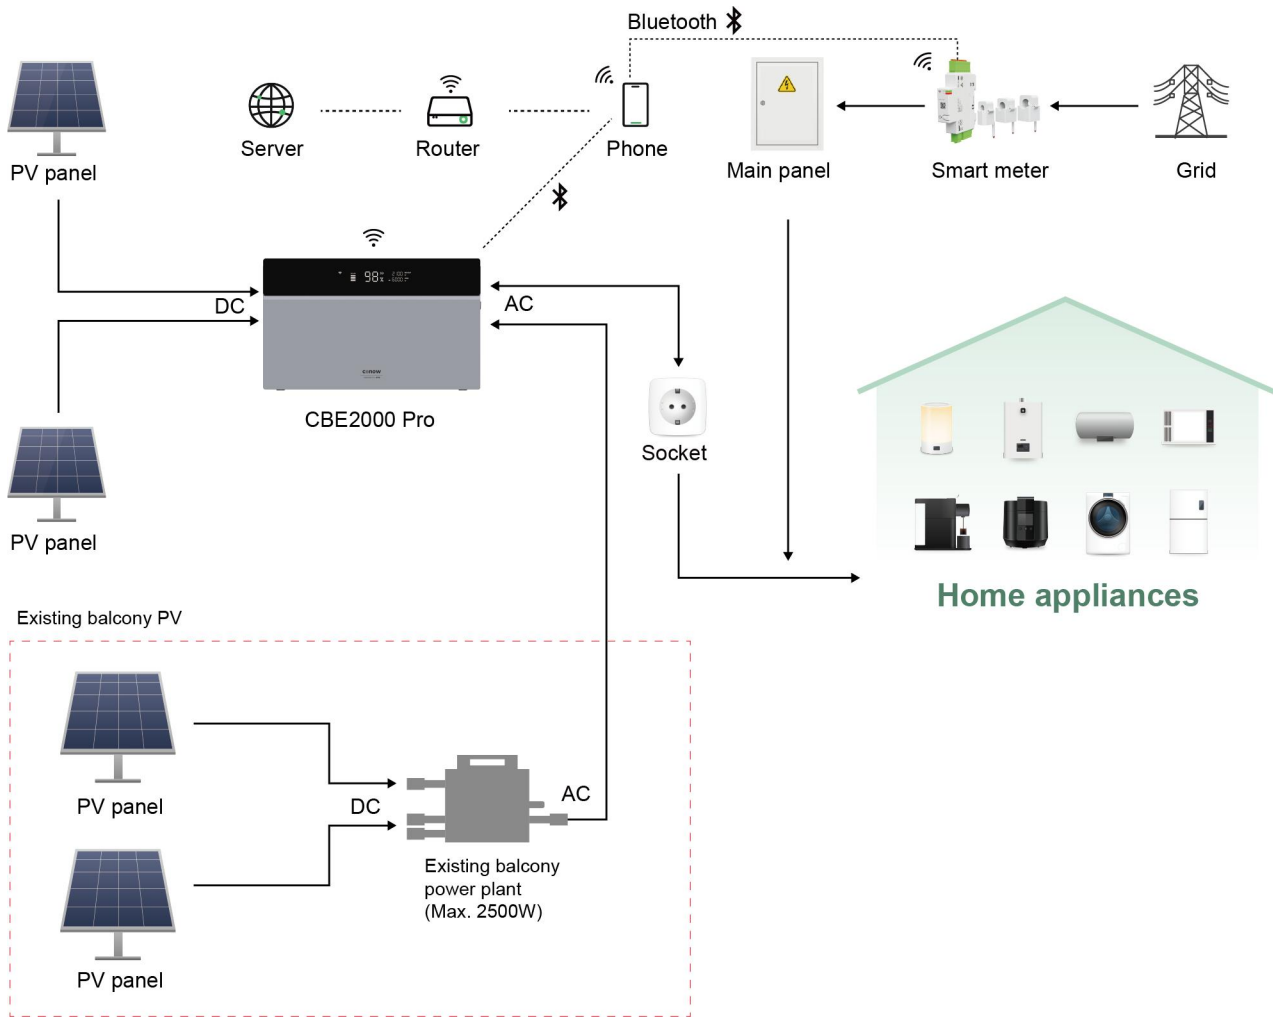 Bluetooth
Server
Router
Phone
Main panel
Smart meter
Grid
PV panel
DC
AC
98%
CBE2000 Pro
Socket
PV panel
Home appliances
Existing balcony PV
PV panel
DC
AC
Existing balcony
power plant
(Max. 2500W)
PV panel